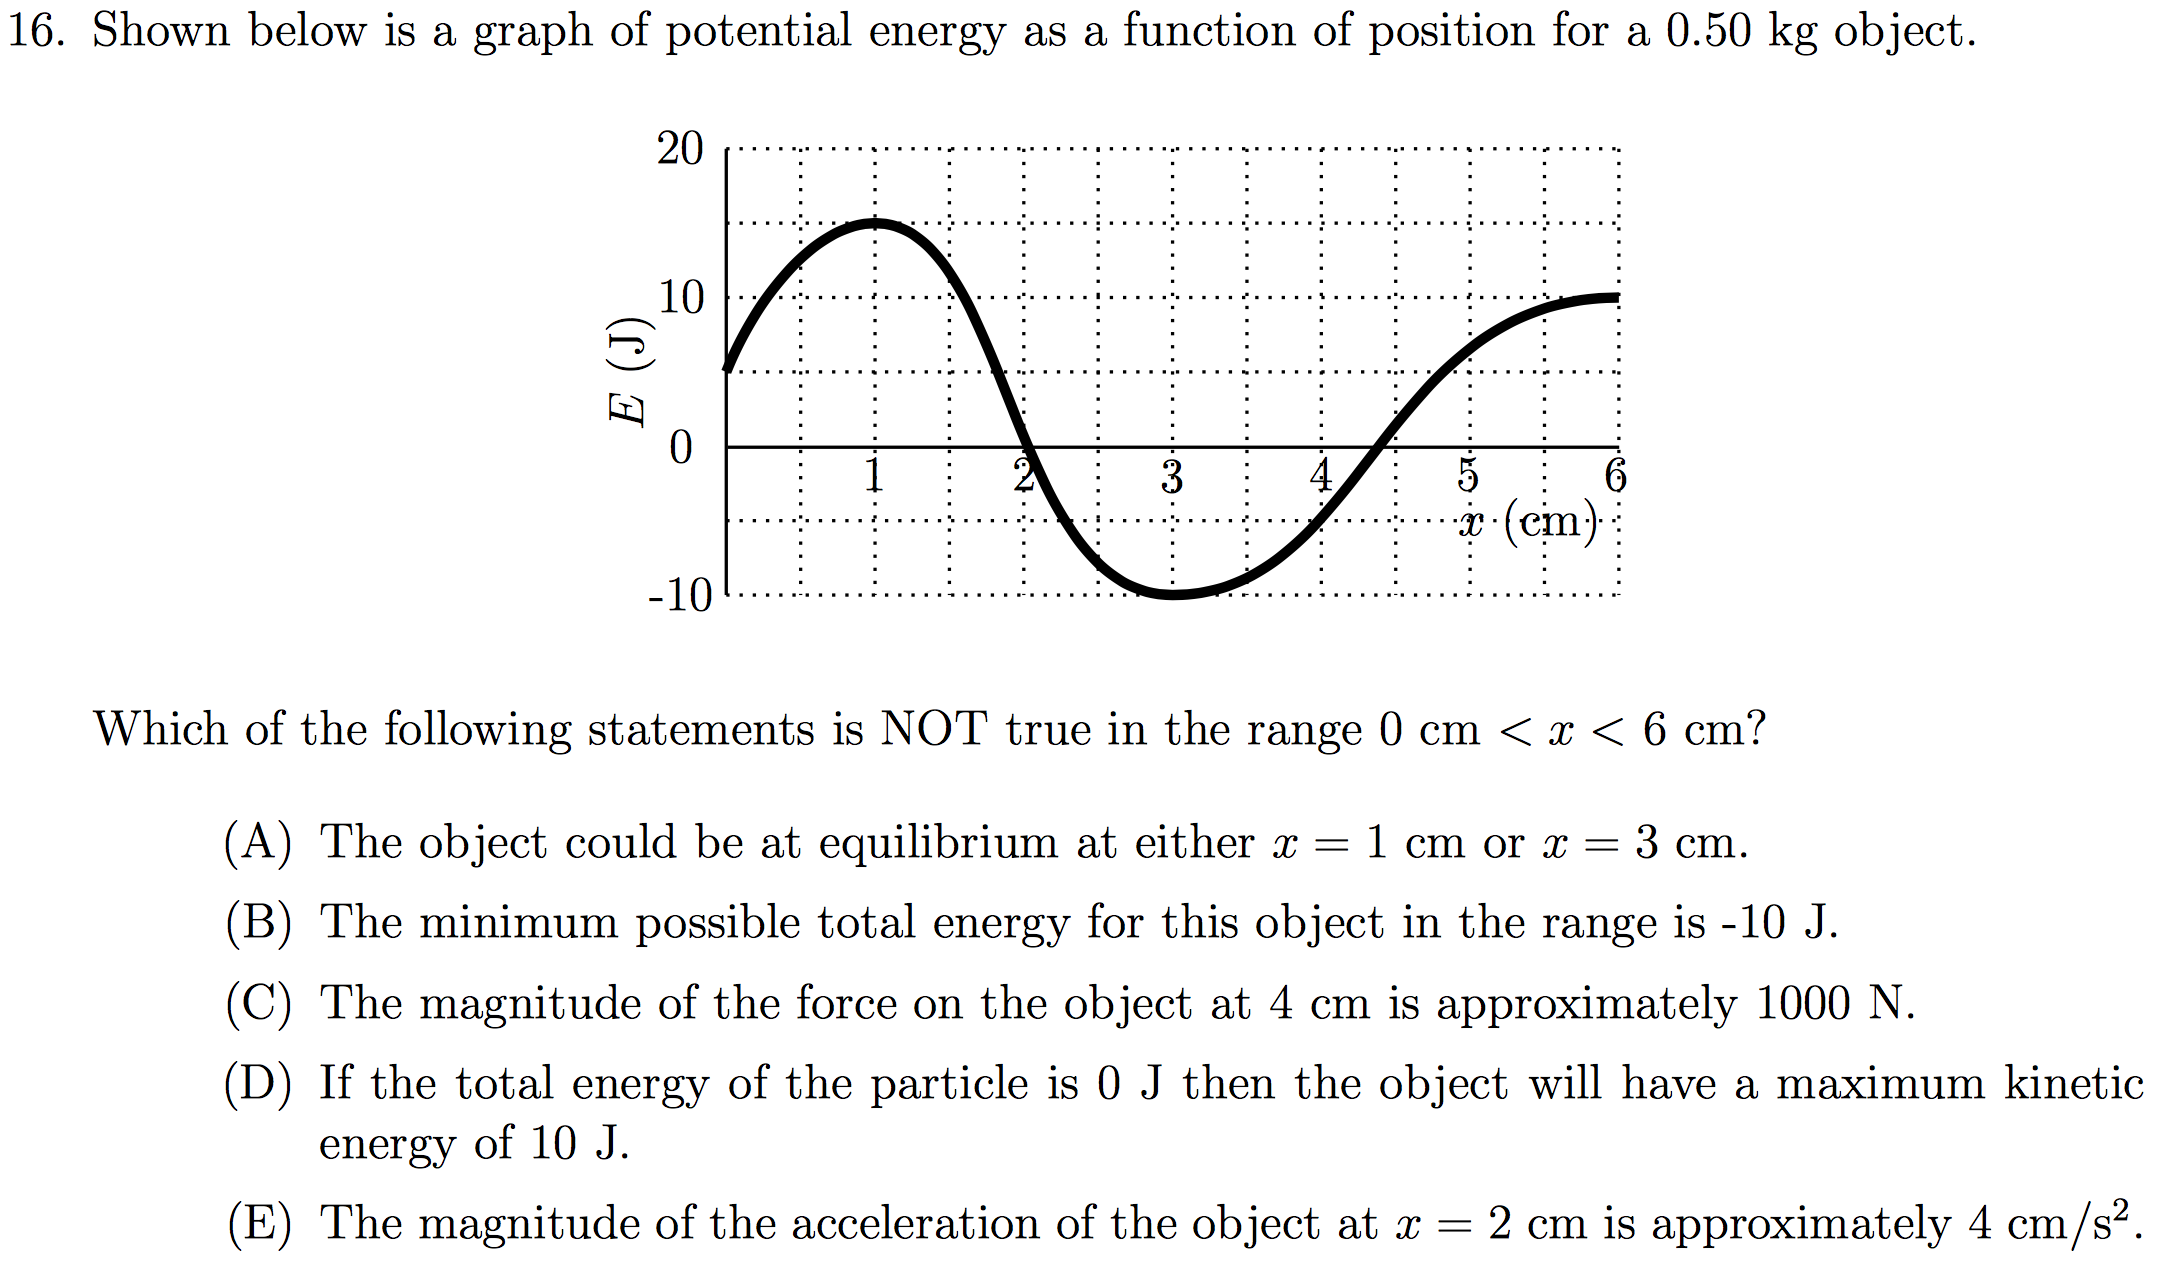 16. Shown below is a graph of potential energy as a function of position for a 0.50 kg object.
20
10
E (J)
0
1 2 3 4 5 6
x (cm)
-10
Which of the following statements is NOT true in the range 0 cm < x < 6 cm?
(A) The object could be at equilibrium at either x = 1 cm or x = 3 cm.
(B) The minimum possible total energy for this object in the range is -10 J.
(C) The magnitude of the force on the object at 4 cm is approximately 1000 N.
(D) If the total energy of the particle is 0 J then the object will have a maximum kinetic
energy of 10 J.
(E) The magnitude of the acceleration of the object at x = 2 cm is approximately 4 cm/s².